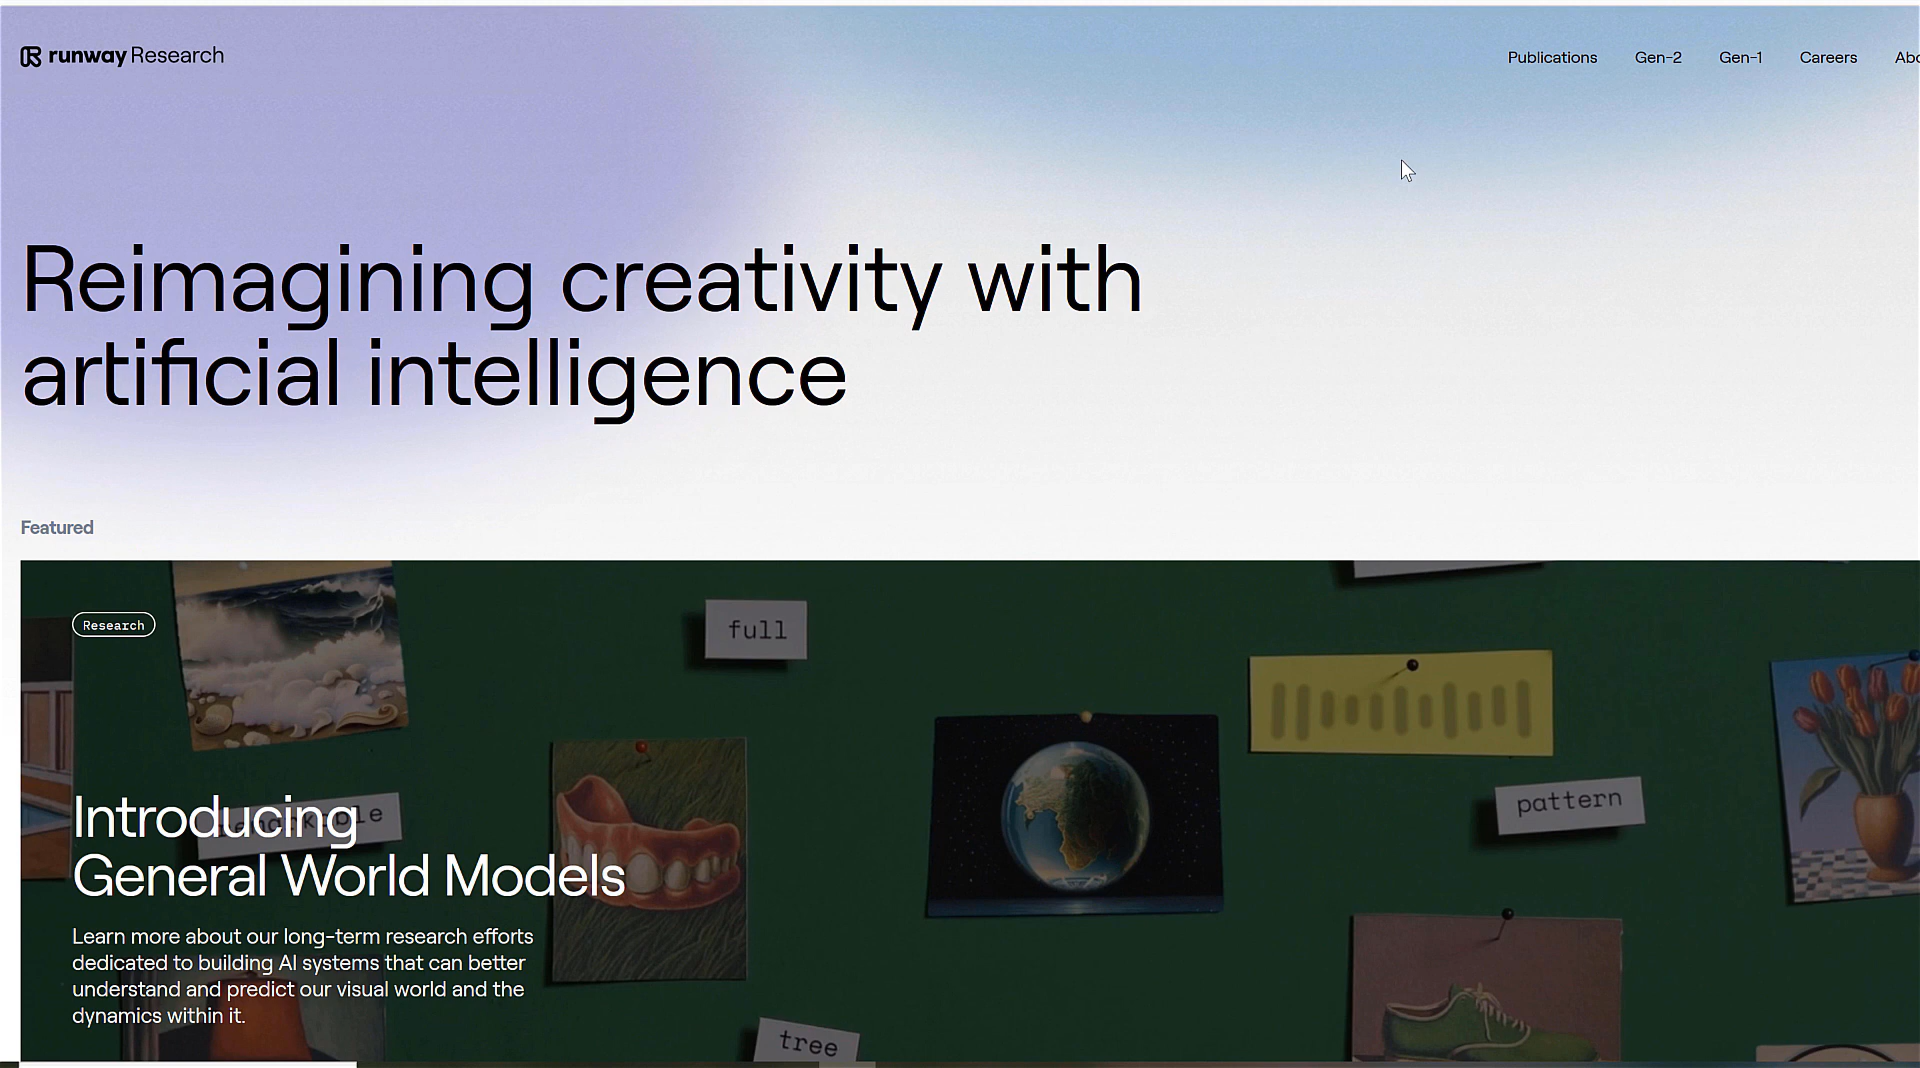 runway Research
Publications Gen-2 Gen-1 Careers
Reimagining creativity with
artificial intelligence
Featured
Research
full
pattern
Introducing
General World Models
Learn more about our long-term research efforts
dedicated to building AI systems that can better
understand and predict our visual world and the
dynamics within it.
tree